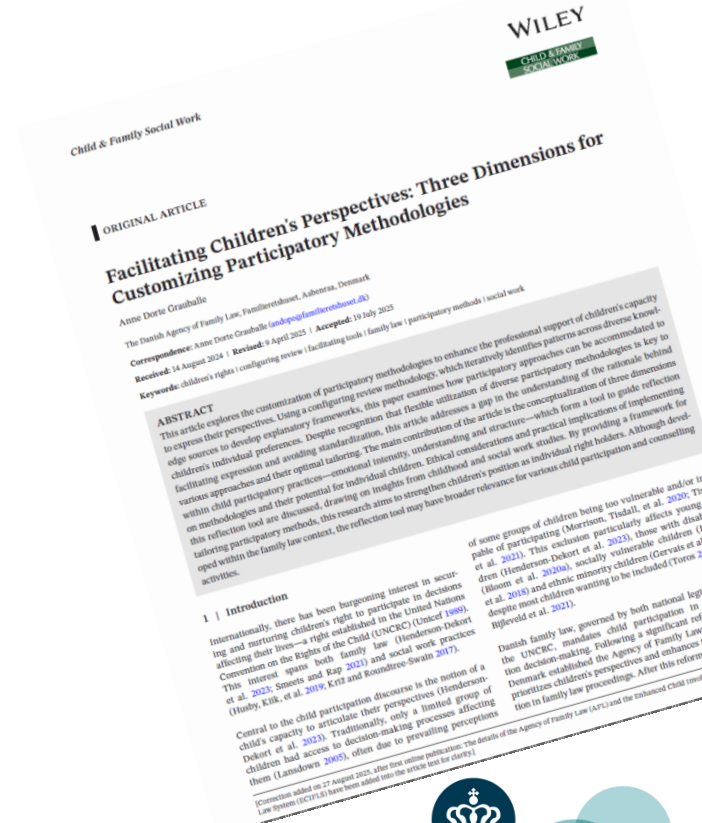 WILEY
CHILD & FAMILY
SOCIAL WORK
Child & Family Social Work
ORIGINAL ARTICLE
Facilitating Children's Perspectives: Three Dimensions for
Customizing Participatory Methodologies
Anne Dorte Grauballe
The Danish Agency of Family Law, Familieretshuset, Aabenraa, Denmark
Correspondence: Anne Dorte Grauballe (andopo@familieretshuset.dk)
Received: 14 August 2024 | Revised: 9 April 2025 | Accepted: 19 July 2025
Keywords: children's rights | configuring review | facilitating tools | family law | participatory methods | social work
ABSTRACT
This article explores the customization of participatory methodologies to enhance the professional support of children's capacity
to express their perspectives. Using a configuring review methodology, which iteratively identifies patterns across diverse knowl-
edge sources to develop explanatory frameworks, this paper examines how participatory approaches can be accommodated to
children's individual preferences. Despite recognition that flexible utilization of diverse participatory methodologies is key to
facilitating expression and avoiding standardization, this article addresses a gap in the understanding of the rationale behind
various approaches and their optimal tailoring. The main contribution of the article is the conceptualization of three dimensions
within child participatory practices—emotional intensity, understanding and structure—which form a tool to guide reflection
on methodologies and their potential for individual children. Ethical considerations and practical implications of implementing
this reflection tool are discussed, drawing on insights from childhood and social work studies. By providing a framework for
tailoring participatory methods, this research aims to strengthen children's position as individual right holders. Although devel-
oped within the family law context, the reflection tool may have broader relevance for various child participation and counselling
activities.
1 | Introduction
Internationally, there has been burgeoning interest in secur-
ing and nurturing children's right to participate in decisions
affecting their lives—a right established in the United Nations
Convention on the Rights of the Child (UNCRC) (Unicef 1989).
This interest spans both family law (Henderson-Dekort
et al. 2023; Smeets and Rap 2021) and social work practices
(Husby, Kiik, et al. 2019; Križ and Roundtree-Swain 2017).
Central to the child participation discourse is the notion of a
child's capacity to articulate their perspectives (Henderson-
Dekort et al. 2023). Traditionally, only a limited group of
children had access to decision-making processes affecting
them (Lansdown 2005), often due to prevailing perceptions
of some groups of children being too vulnerable and/or
pable of participating (Morrison, Tisdall, et al. 2020;
et al. 2021). This exclusion particularly affects young
dren (Henderson-Dekort et al. 2023), those with
(Bloom et al. 2020a), socially vulnerable children
et al. 2018) and ethnic minority children (Gervais et
despite most children wanting to be included (Toros
Bijleveld et al. 2021).
Danish family law, governed by both national
the UNCRC, mandates child participation in
tion decision-making. Following a significant
Denmark established the Agency of Family Law
prioritizes children's perspectives and enhances
tion in family law proceedings. After this
[Correction added on 27 August 2025, after first online publication: The details of the Agency of Family Law (AFL) and the Enhanced Child
Law System (ECIFLS) have been added into the article text for clarity.]